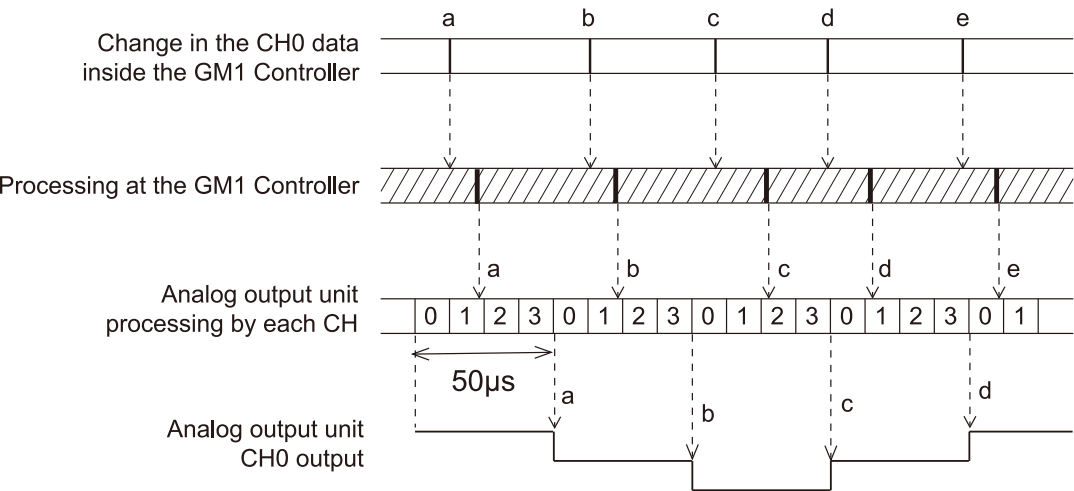 a b c d e
Change in the CH0 data
inside the GM1 Controller
Processing at the GM1 Controller
a b c d e
Analog output unit
processing by each CH
0 1 2 3 0 1 2 3 0 1 2 3 0 1 2 3 0 1
50µs
a b c d
Analog output unit
CH0 output